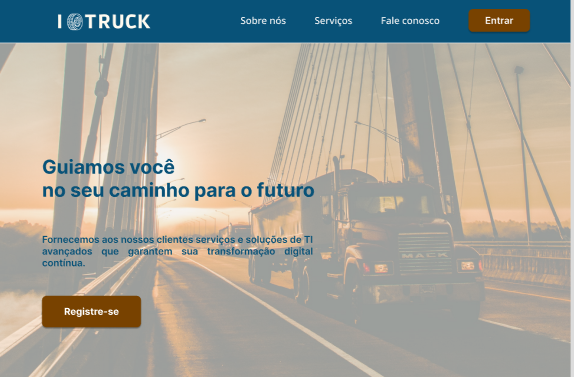 I TRUCK
Sobre nós
Serviços
Fale conosco
Entrar
Guiamos você
no seu caminho para o futuro
Fornecemos aos nossos clientes serviços e soluções de TI
avançados que garantem sua transformação digital
contínua.
Registre-se
MACK